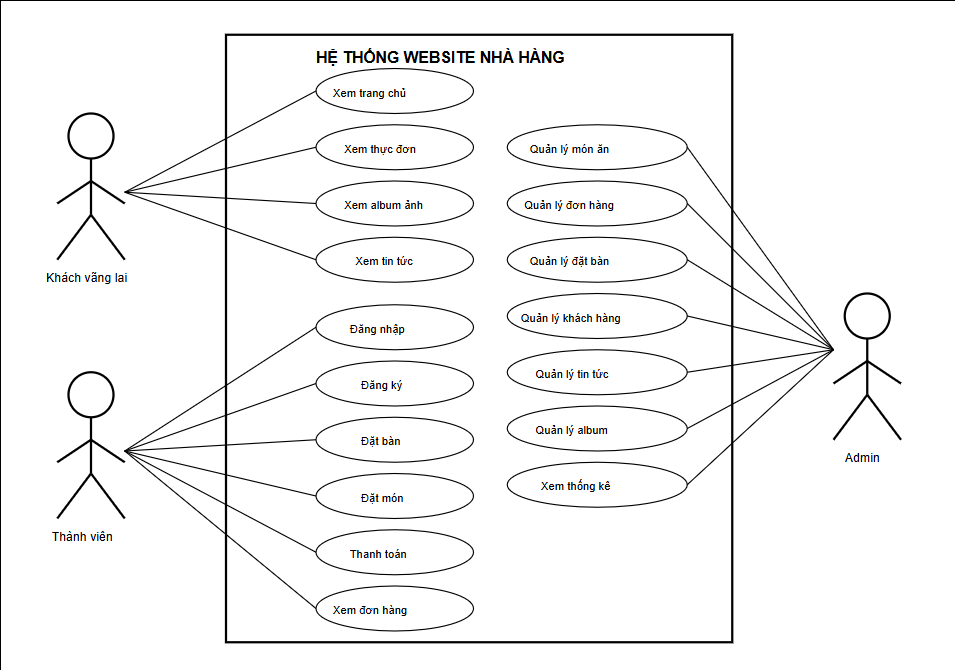 HỆ THỐNG WEBSITE NHÀ HÀNG
Xem trang chủ
Xem thực đơn
Xem album ảnh
Xem tin tức
Khách vãng lai
Đăng nhập
Đăng ký
Đặt bàn
Đặt món
Thanh toán
Xem đơn hàng
Thành viên
Quản lý món ăn
Quản lý đơn hàng
Quản lý đặt bàn
Quản lý khách hàng
Quản lý tin tức
Quản lý album
Xem thống kê
Admin